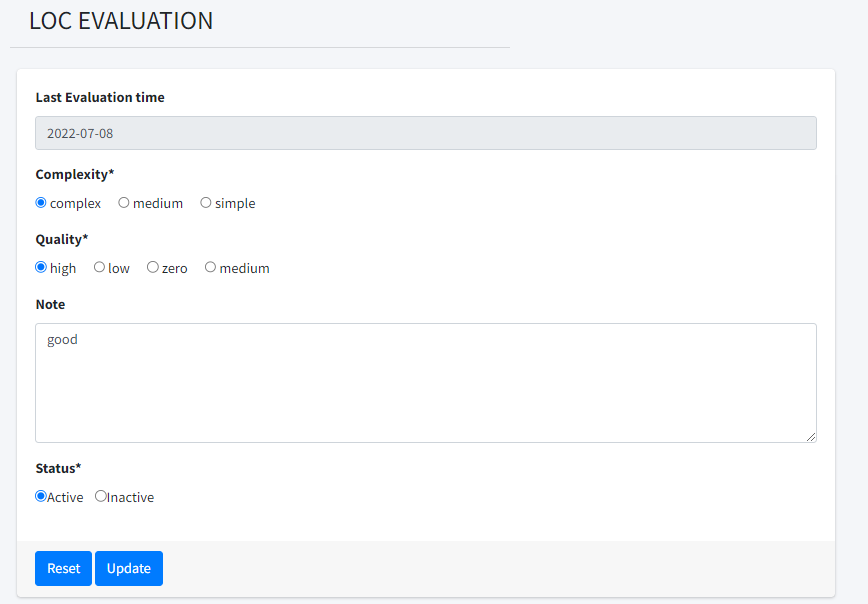 LOC EVALUATION
Last Evaluation time
2022-07-08
Complexity*
complex medium simple
Quality*
high low zero medium
Note
good
Status*
Active Inactive
Reset Update